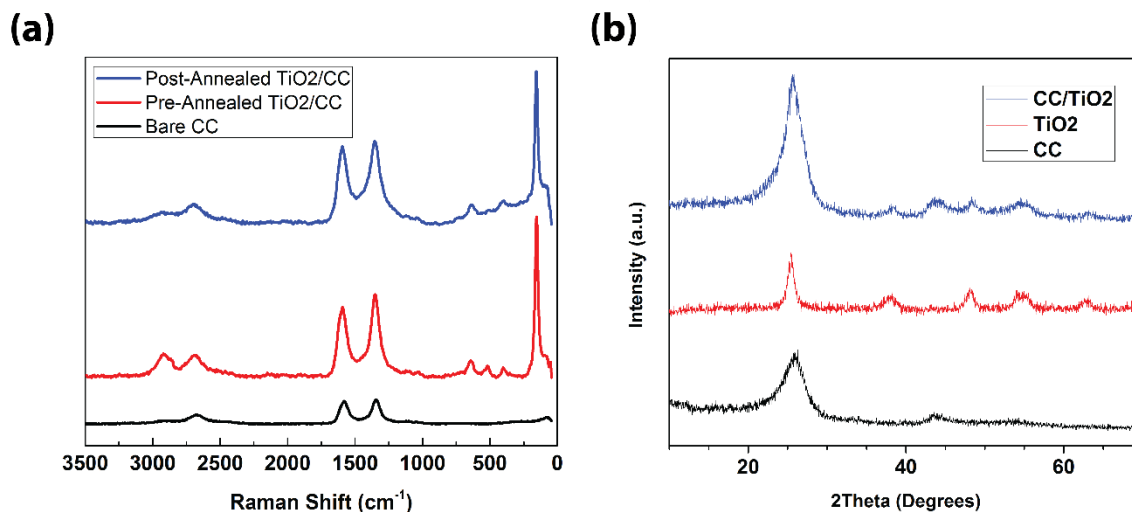 (a)
Post-Annealed TiO2/CC
Pre-Annealed TiO2/CC
Bare CC
3500 3000 2500 2000 1500 1000 500 0
Raman Shift (cm⁻¹)
(b)
CC/TiO2
TiO2
CC
Intensity (a.u.)
20 40 60
2Theta (Degrees)